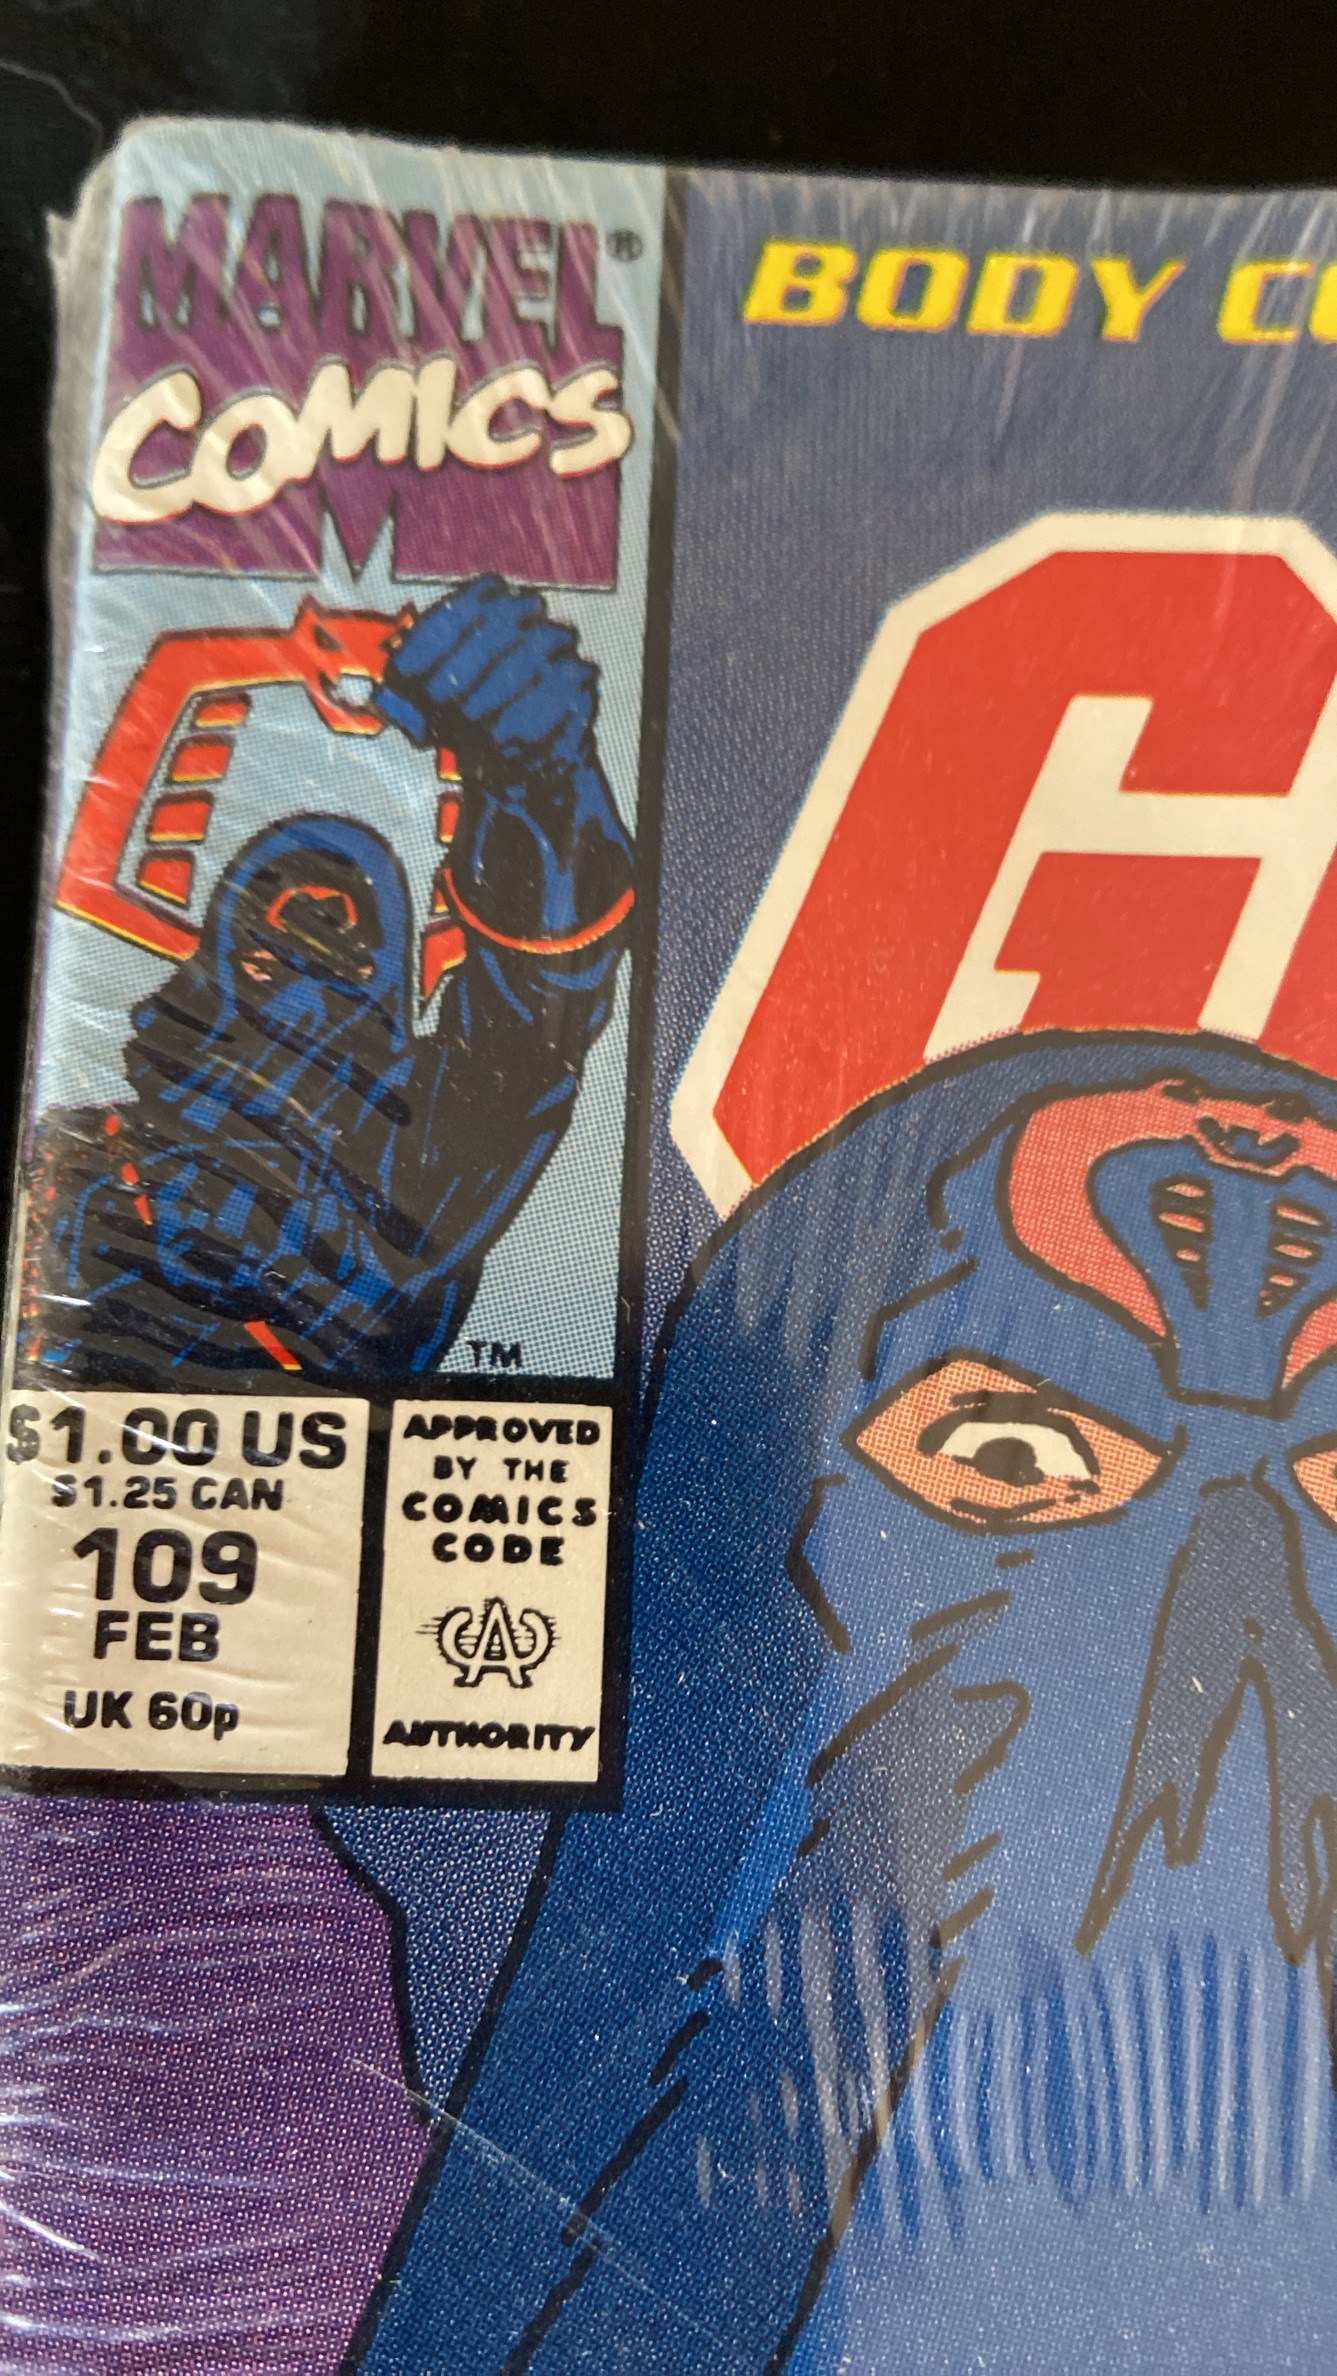 MARVEL®
COMICS
BODY C
G
TM
$1.00 US
$1.25 CAN
109
FEB
UK 60p
APPROVED
BY THE
COMICS
CODE
CA
AUTHORITY